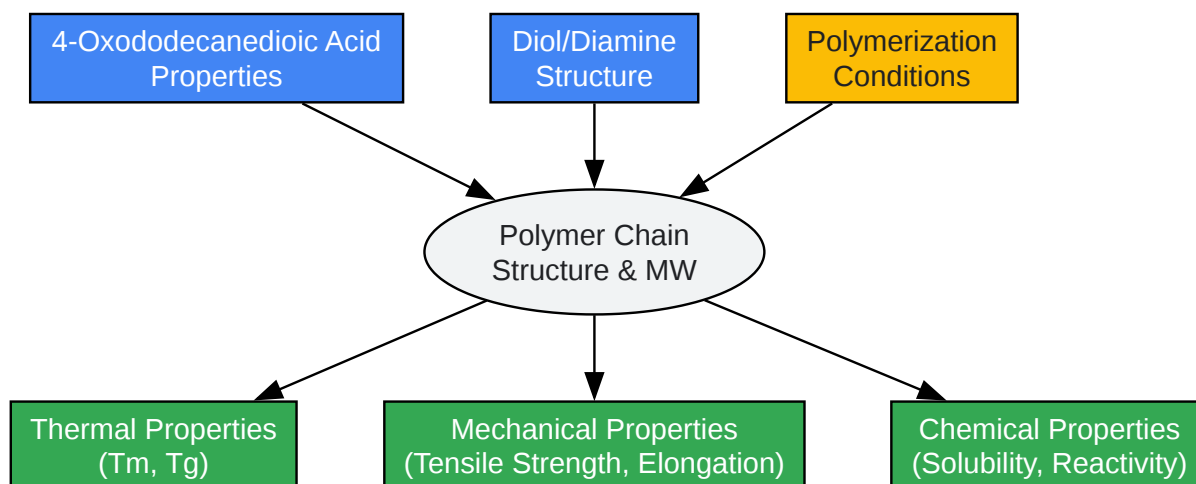 4-Oxododecanedioic Acid
Properties
Diol/Diamine
Structure
Polymerization
Conditions
Polymer Chain
Structure & MW
Thermal Properties
(Tm, Tg)
Mechanical Properties
(Tensile Strength, Elongation)
Chemical Properties
(Solubility, Reactivity)